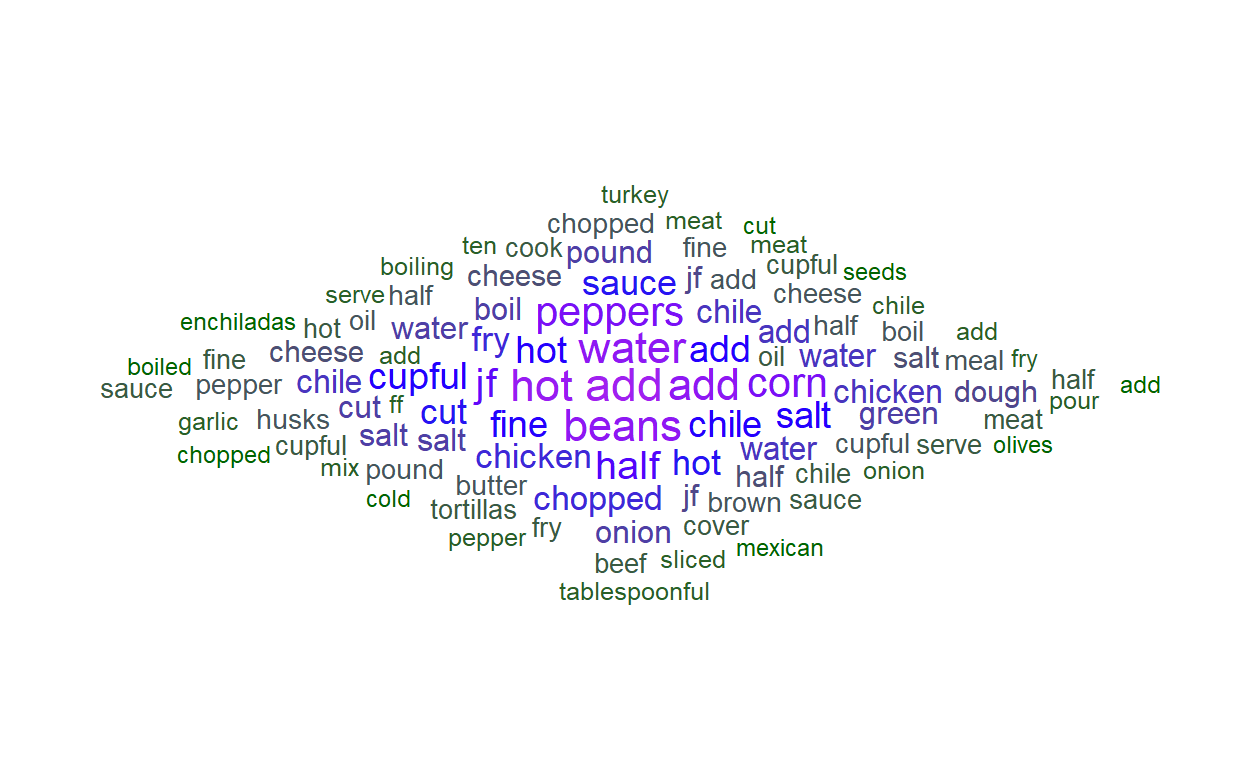 turkey
chopped meat cut
ten cook pound fine meat
boiling cheese sauce jf add cupful seeds
serve half boil peppers chile cheese chile
enchiladas hot oil water fry hot water add add half boil add
boiled fine cheese add oil water salt meal fry
sauce pepper chile cupful jf hot add add corn chicken dough half add
garlic husks cut ff cut fine beans chile salt green meat pour
chopped cupful salt salt chicken half hot water cupful serve olives
mix pound butter chopped jf half chile onion
cold tortillas onion brown sauce
pepper fry cover mexican
beef sliced
tablespoonful